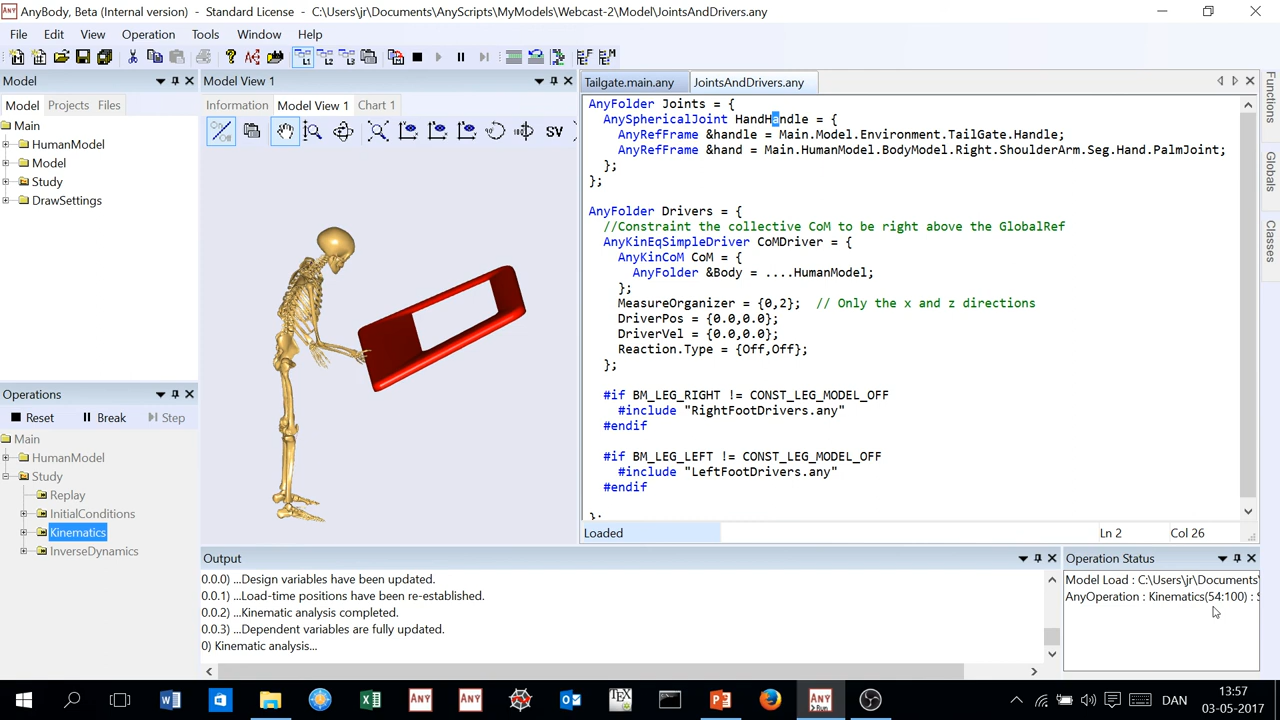 AnyBody, Beta (Internal version) - Standard License - C:\Users\jr\Documents\AnyScripts\MyModels\Webcast-2\Model\JointsAndDrivers.any
File Edit View Operation Tools Window Help
Model
Model View 1
Tailgate.main.any JointsAndDrivers.any
Model Projects Files
Information Model View 1 Chart 1
SV
Main
HumanModel
Model
Study
DrawSettings
AnyFolder Joints = {
AnySphericalJoint HandHandle = {
AnyRefFrame &handle = Main.Model.Environment.TailGate.Handle;
AnyRefFrame &hand = Main.HumanModel.BodyModel.Right.ShoulderArm.Seg.Hand.PalmJoint;
};
};
AnyFolder Drivers = {
//Constraint the collective CoM to be right above the GlobalRef
AnyKinEqSimpleDriver CoMDriver = {
AnyKinCoM CoM = {
AnyFolder &Body = ....HumanModel;
};
MeasureOrganizer = {0,2};  // Only the x and z directions
DriverPos = {0.0,0.0};
DriverVel = {0.0,0.0};
Reaction.Type = {Off,Off};
};
#if BM_LEG_RIGHT != CONST_LEG_MODEL_OFF
#include "RightFootDrivers.any"
#endif
#if BM_LEG_LEFT != CONST_LEG_MODEL_OFF
#include "LeftFootDrivers.any"
#endif
};
Functions
Globals
Classes
Operations
Reset Break Step
Main
HumanModel
Study
Replay
InitialConditions
Kinematics
InverseDynamics
Loaded
Ln 2 Col 26
Output
0.0.0) ...Design variables have been updated.
0.0.1) ...Load-time positions have been re-established.
0.0.2) ...Kinematic analysis completed.
0.0.3) ...Dependent variables are fully updated.
0) Kinematic analysis...
Operation Status
Model Load : C:\Users\jr\Documents\
AnyOperation : Kinematics(54:100) : S
DAN
13:57
03-05-2017